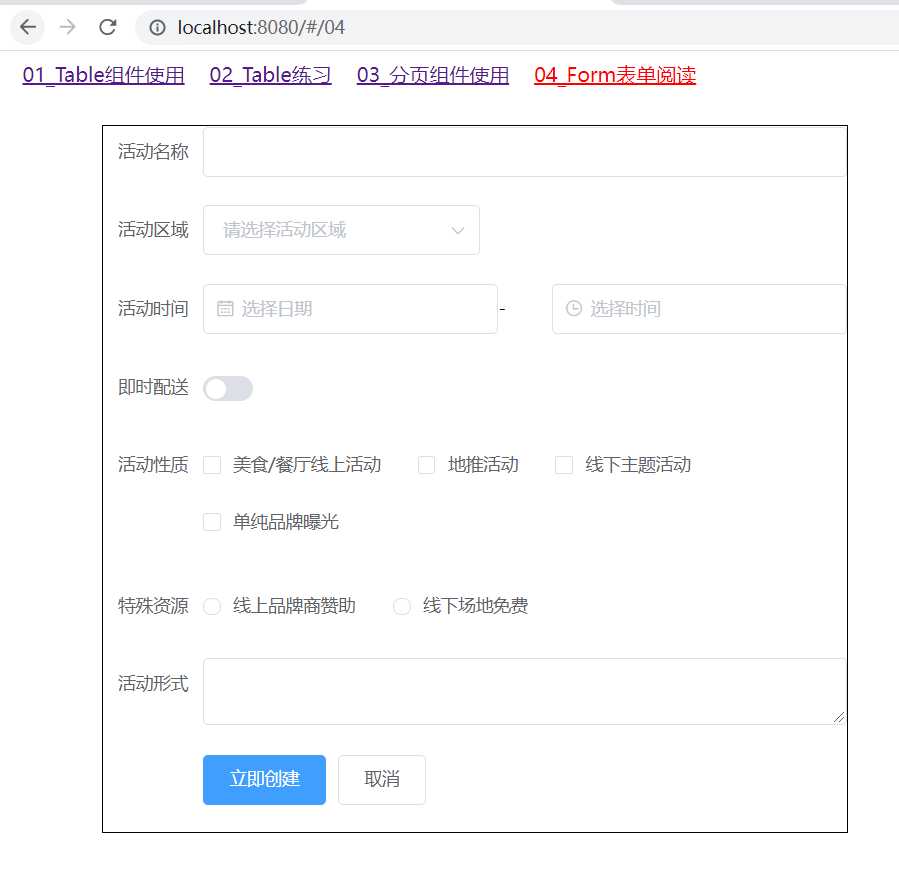 localhost:8080/#/04
01_Table组件使用 02_Table练习 03_分页组件使用 04_Form表单阅读
活动名称
活动区域 请选择活动区域
活动时间 选择日期 - 选择时间
即时配送
活动性质 美食/餐厅线上活动 地推活动 线下主题活动
单纯品牌曝光
特殊资源 线上品牌商赞助 线下场地免费
活动形式
立即创建 取消